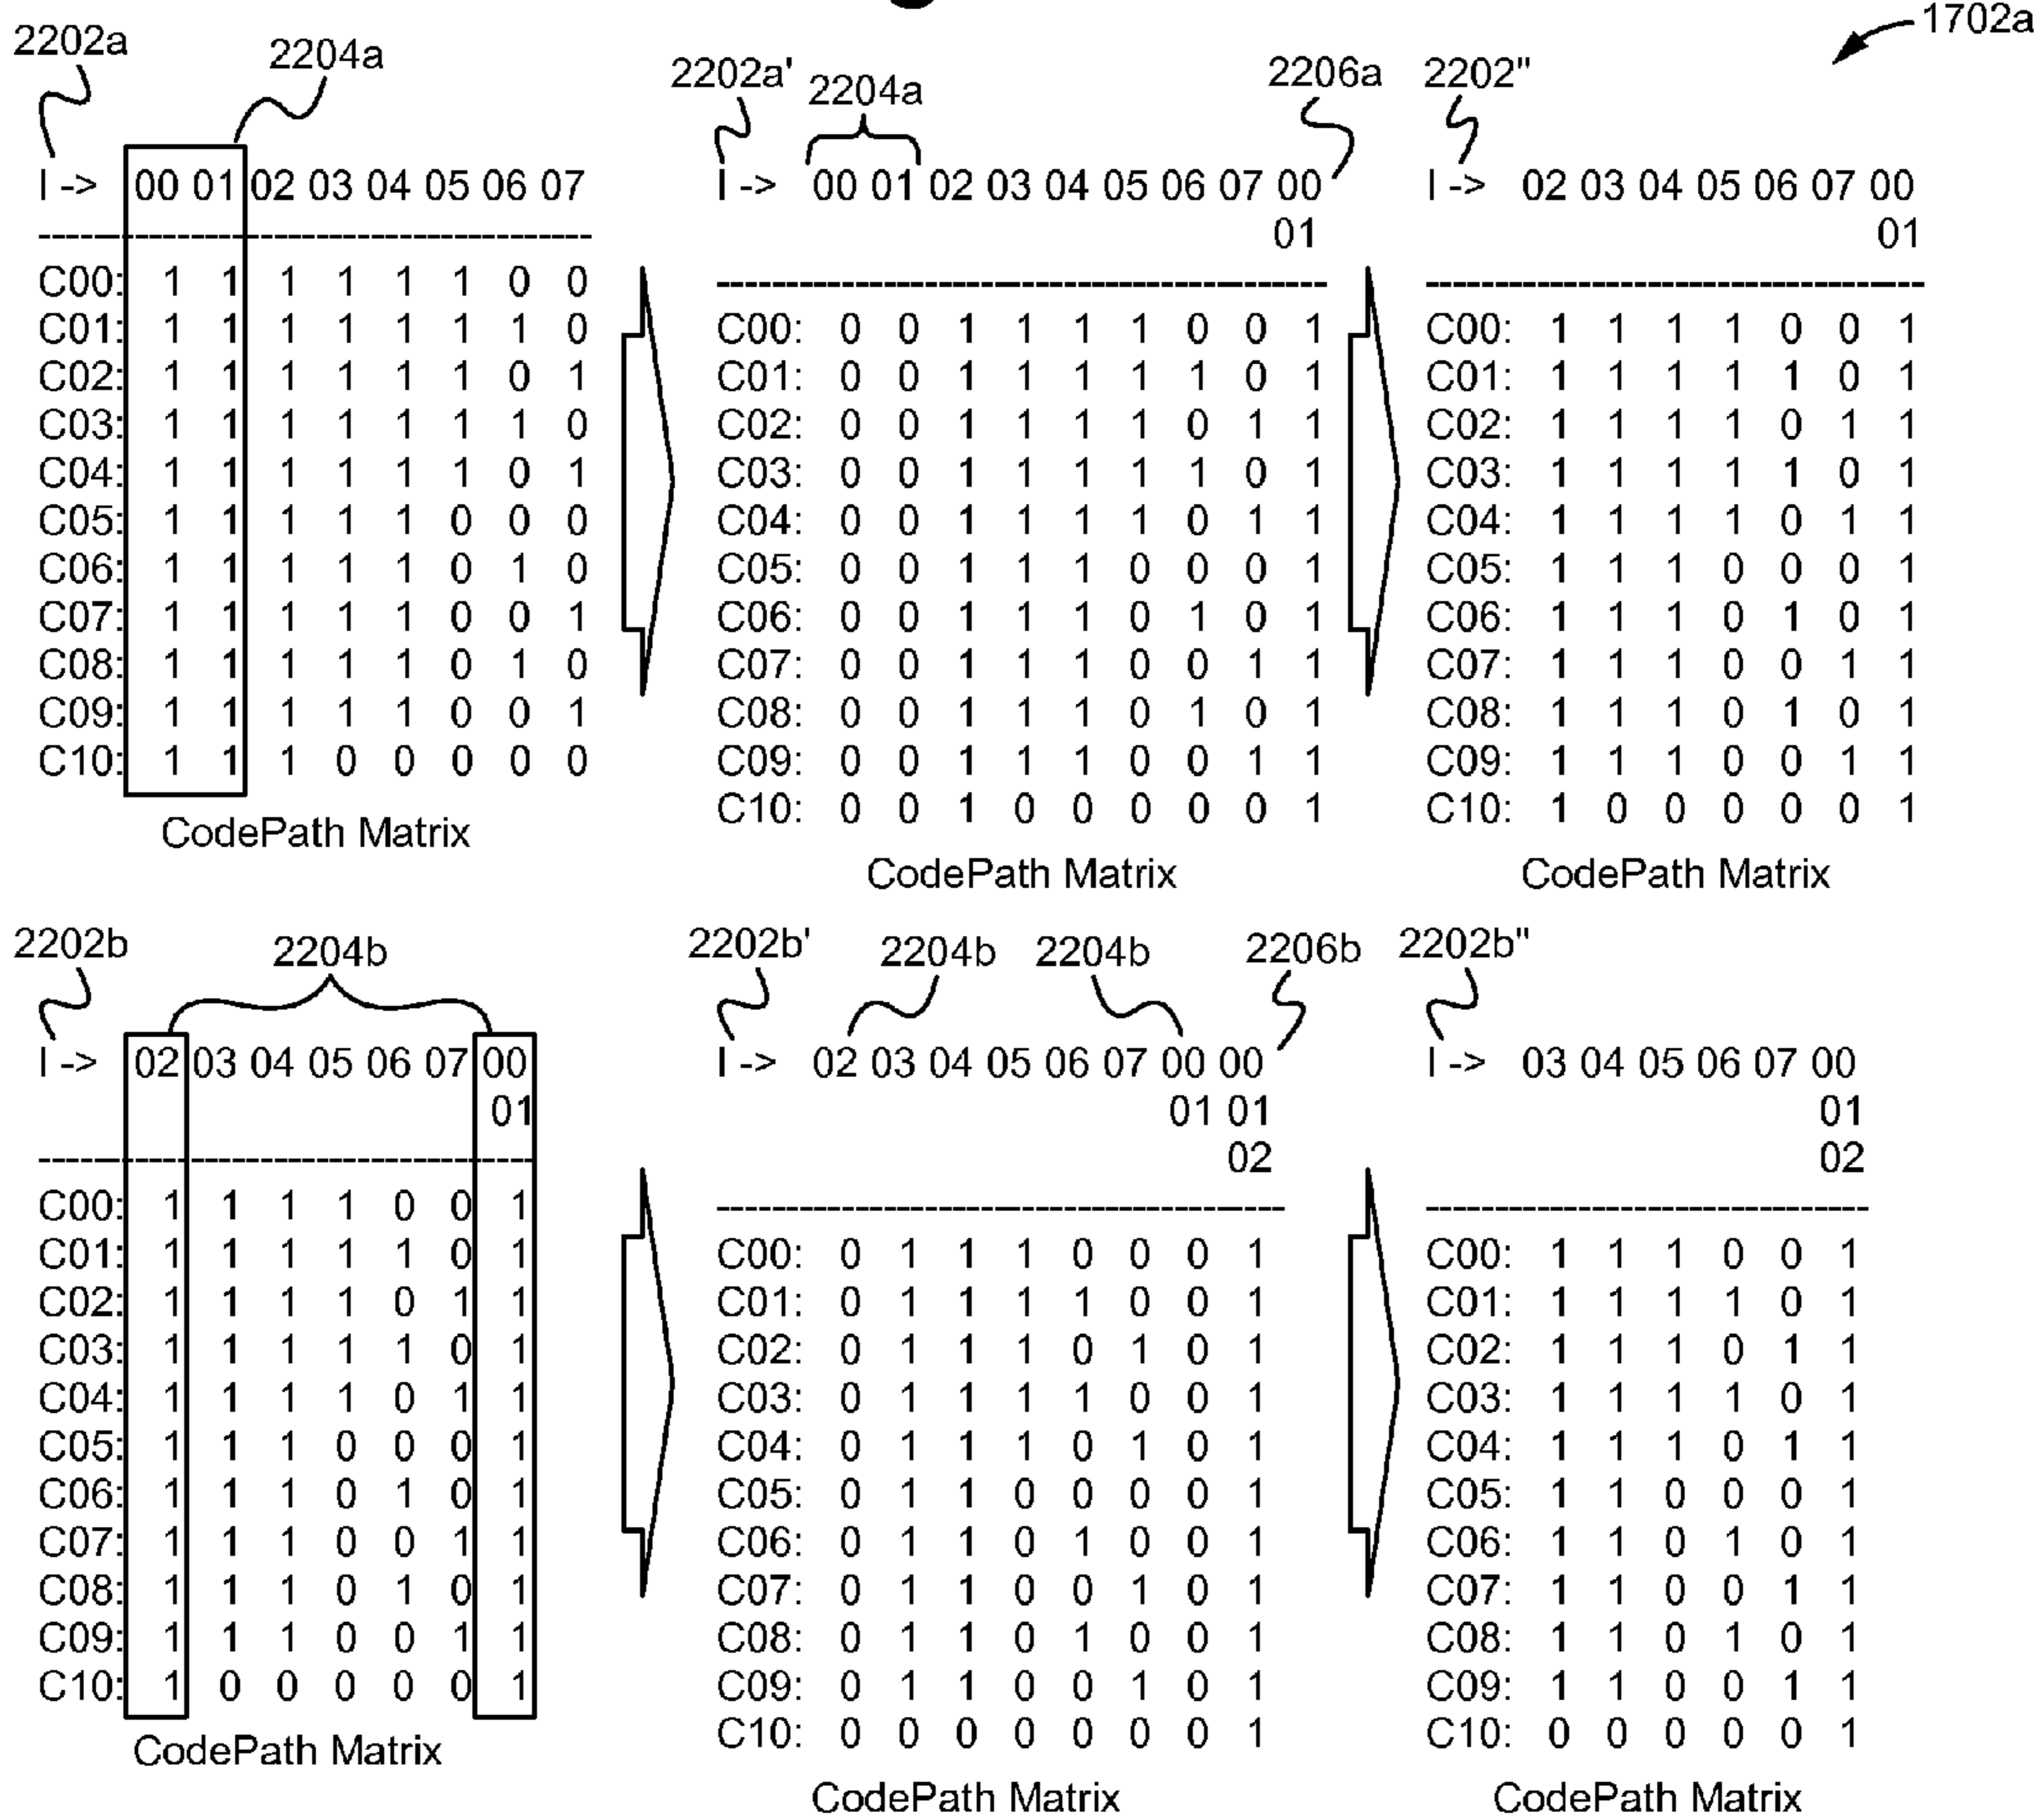 1702a
2202a
2204a
I -> 00 01 02 03 04 05 06 07
C00: 1 1 1 1 1 1 0 0
C01: 1 1 1 1 1 1 1 0
C02: 1 1 1 1 1 1 0 1
C03: 1 1 1 1 1 1 1 0
C04: 1 1 1 1 1 1 0 1
C05: 1 1 1 1 1 0 0 0
C06: 1 1 1 1 1 0 1 0
C07: 1 1 1 1 1 0 0 1
C08: 1 1 1 1 1 0 1 0
C09: 1 1 1 1 1 0 0 1
C10: 1 1 1 0 0 0 0 0
CodePath Matrix
2202a'
2204a
2206a
I -> 00 01 02 03 04 05 06 07 00
01
C00: 0 0 1 1 1 1 0 0 1
C01: 0 0 1 1 1 1 1 0 1
C02: 0 0 1 1 1 1 0 1 1
C03: 0 0 1 1 1 1 1 0 1
C04: 0 0 1 1 1 1 0 1 1
C05: 0 0 1 1 1 0 0 0 1
C06: 0 0 1 1 1 0 1 0 1
C07: 0 0 1 1 1 0 0 1 1
C08: 0 0 1 1 1 0 1 0 1
C09: 0 0 1 1 1 0 0 1 1
C10: 0 0 1 0 0 0 0 0 1
CodePath Matrix
2202"
I -> 02 03 04 05 06 07 00
01
C00: 1 1 1 1 0 0 1
C01: 1 1 1 1 1 0 1
C02: 1 1 1 1 0 1 1
C03: 1 1 1 1 1 0 1
C04: 1 1 1 1 0 1 1
C05: 1 1 1 0 0 0 1
C06: 1 1 1 0 1 0 1
C07: 1 1 1 0 0 1 1
C08: 1 1 1 0 1 0 1
C09: 1 1 1 0 0 1 1
C10: 1 0 0 0 0 0 1
CodePath Matrix
2202b
2204b
I -> 02 03 04 05 06 07 00
01
C00: 1 1 1 1 0 0 1
C01: 1 1 1 1 1 0 1
C02: 1 1 1 1 0 1 1
C03: 1 1 1 1 1 0 1
C04: 1 1 1 1 0 1 1
C05: 1 1 1 0 0 0 1
C06: 1 1 1 0 1 0 1
C07: 1 1 1 0 0 1 1
C08: 1 1 1 0 1 0 1
C09: 1 1 1 0 0 1 1
C10: 1 0 0 0 0 0 1
CodePath Matrix
2202b'
2204b
2204b
2206b
I -> 02 03 04 05 06 07 00 00
01 01
02
C00: 0 1 1 1 0 0 0 1
C01: 0 1 1 1 1 0 0 1
C02: 0 1 1 1 0 1 0 1
C03: 0 1 1 1 1 0 0 1
C04: 0 1 1 1 0 1 0 1
C05: 0 1 1 0 0 0 0 1
C06: 0 1 1 0 1 0 0 1
C07: 0 1 1 0 0 1 0 1
C08: 0 1 1 0 1 0 0 1
C09: 0 1 1 0 0 1 0 1
C10: 0 0 0 0 0 0 0 1
CodePath Matrix
2202b"
I -> 03 04 05 06 07 00
01
02
C00: 1 1 1 0 0 1
C01: 1 1 1 1 0 1
C02: 1 1 1 0 1 1
C03: 1 1 1 1 0 1
C04: 1 1 1 0 1 1
C05: 1 1 0 0 0 1
C06: 1 1 0 1 0 1
C07: 1 1 0 0 1 1
C08: 1 1 0 1 0 1
C09: 1 1 0 0 1 1
C10: 0 0 0 0 0 1
CodePath Matrix